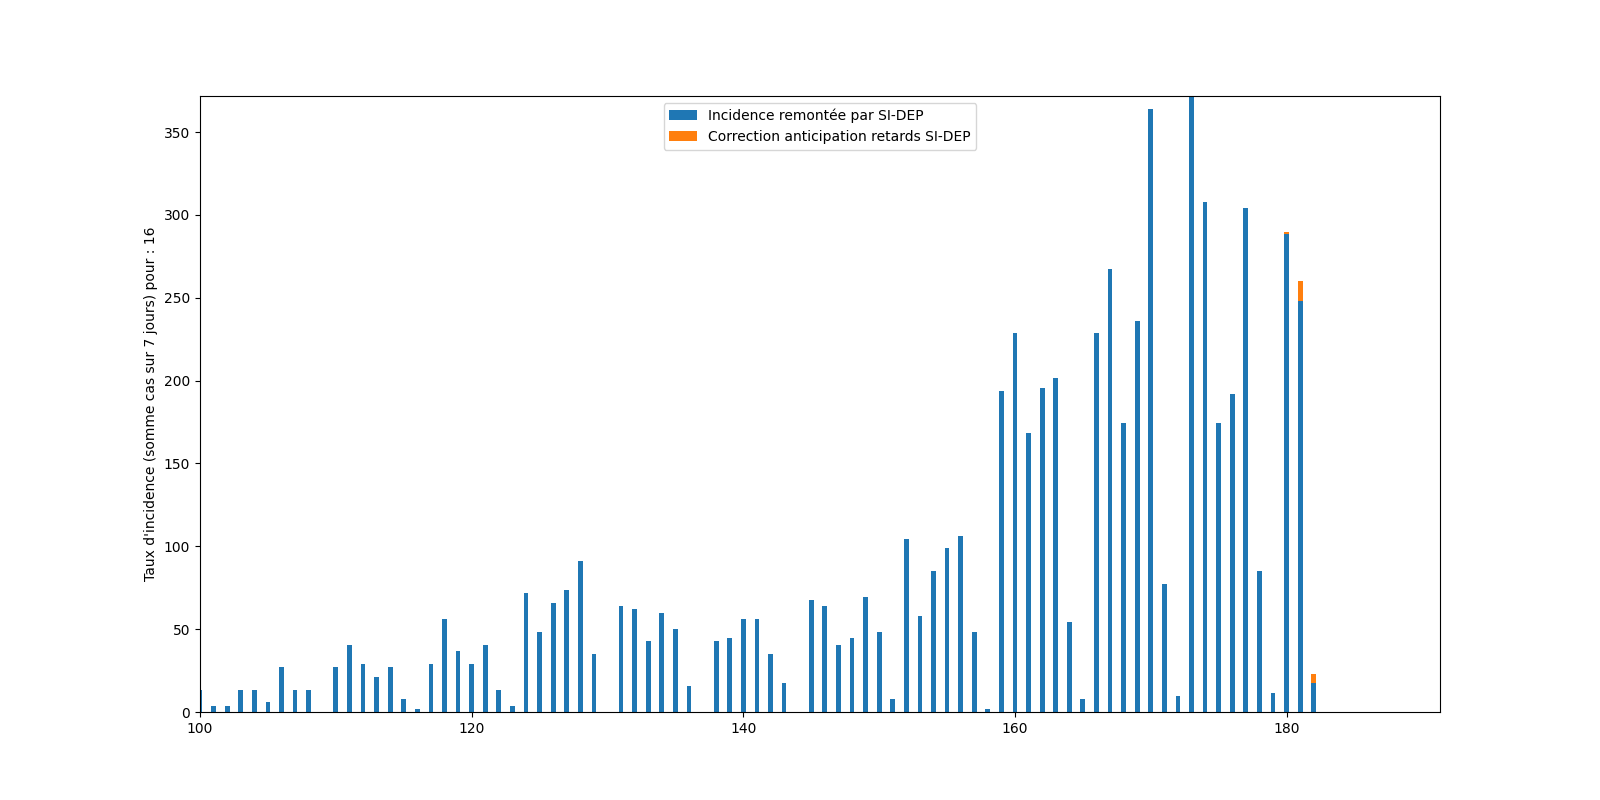 Incidence remontée par SI-DEP
Correction anticipation retards SI-DEP
Taux d'incidence (somme cas sur 7 jours) pour : 16
350
300
250
200
150
100
50
0
100 120 140 160 180